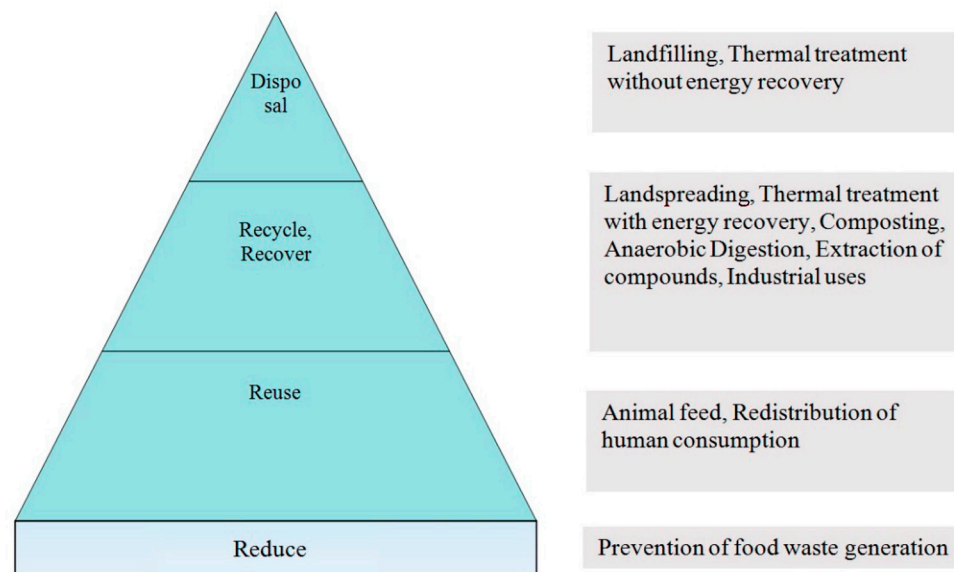 Dispo
sal
Landfilling, Thermal treatment
without energy recovery
Recycle,
Recover
Landspreading, Thermal treatment
with energy recovery, Composting,
Anaerobic Digestion, Extraction of
compounds, Industrial uses
Reuse
Animal feed, Redistribution of
human consumption
Reduce
Prevention of food waste generation